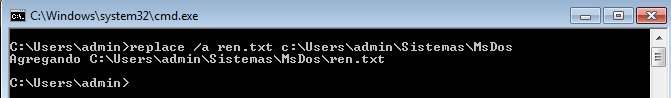 C:\Windows\system32\cmd.exe
C:\Users\admin>replace /a ren.txt c:\Users\admin\Sistemas\MsDos
Agregando C:\Users\admin\Sistemas\MsDos\ren.txt
C:\Users\admin>